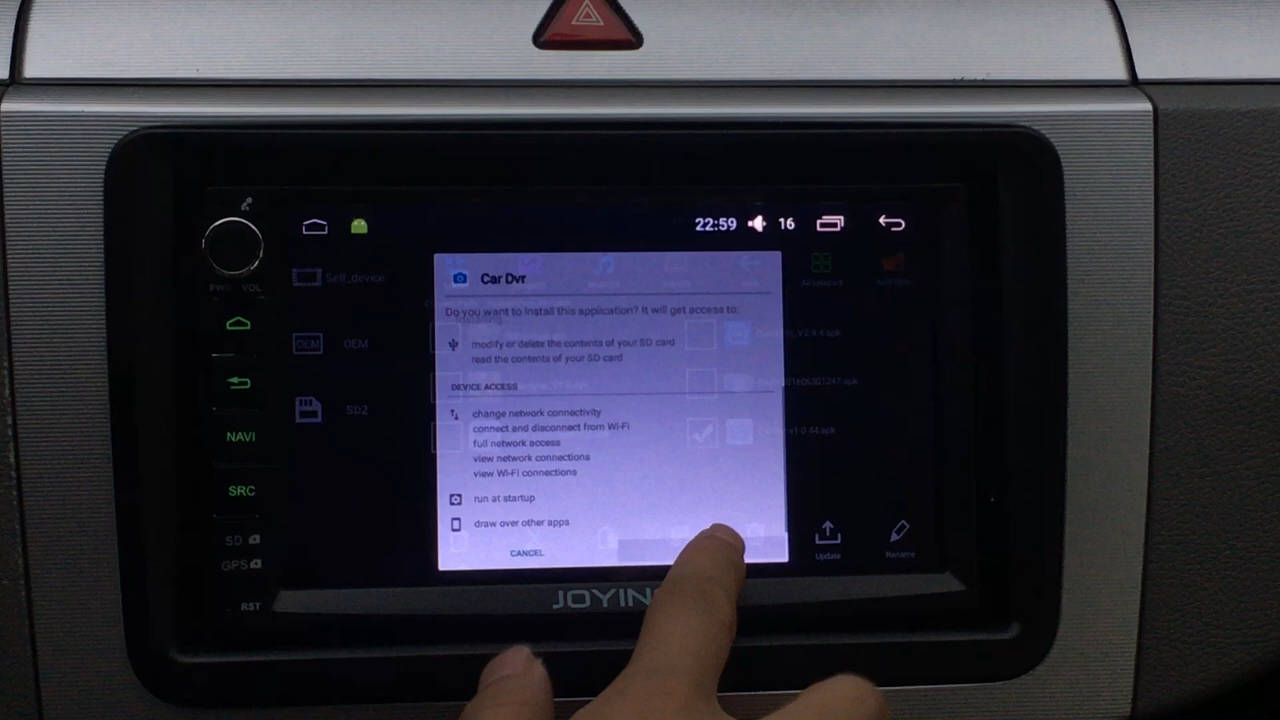 22:59 16
PWR VOL
Self_device
Car Dvr
Do you want to install this application? It will get access to:
OEM OEM
modify or delete the contents of your SD card
read the contents of your SD card
SD2
DEVICE ACCESS
change network connectivity
connect and disconnect from Wi-Fi
full network access
view network connections
view Wi-Fi connections
run at startup
draw over other apps
CANCEL
Update
Rename
NAVI
SRC
SD
GPS
RST
JOYIN